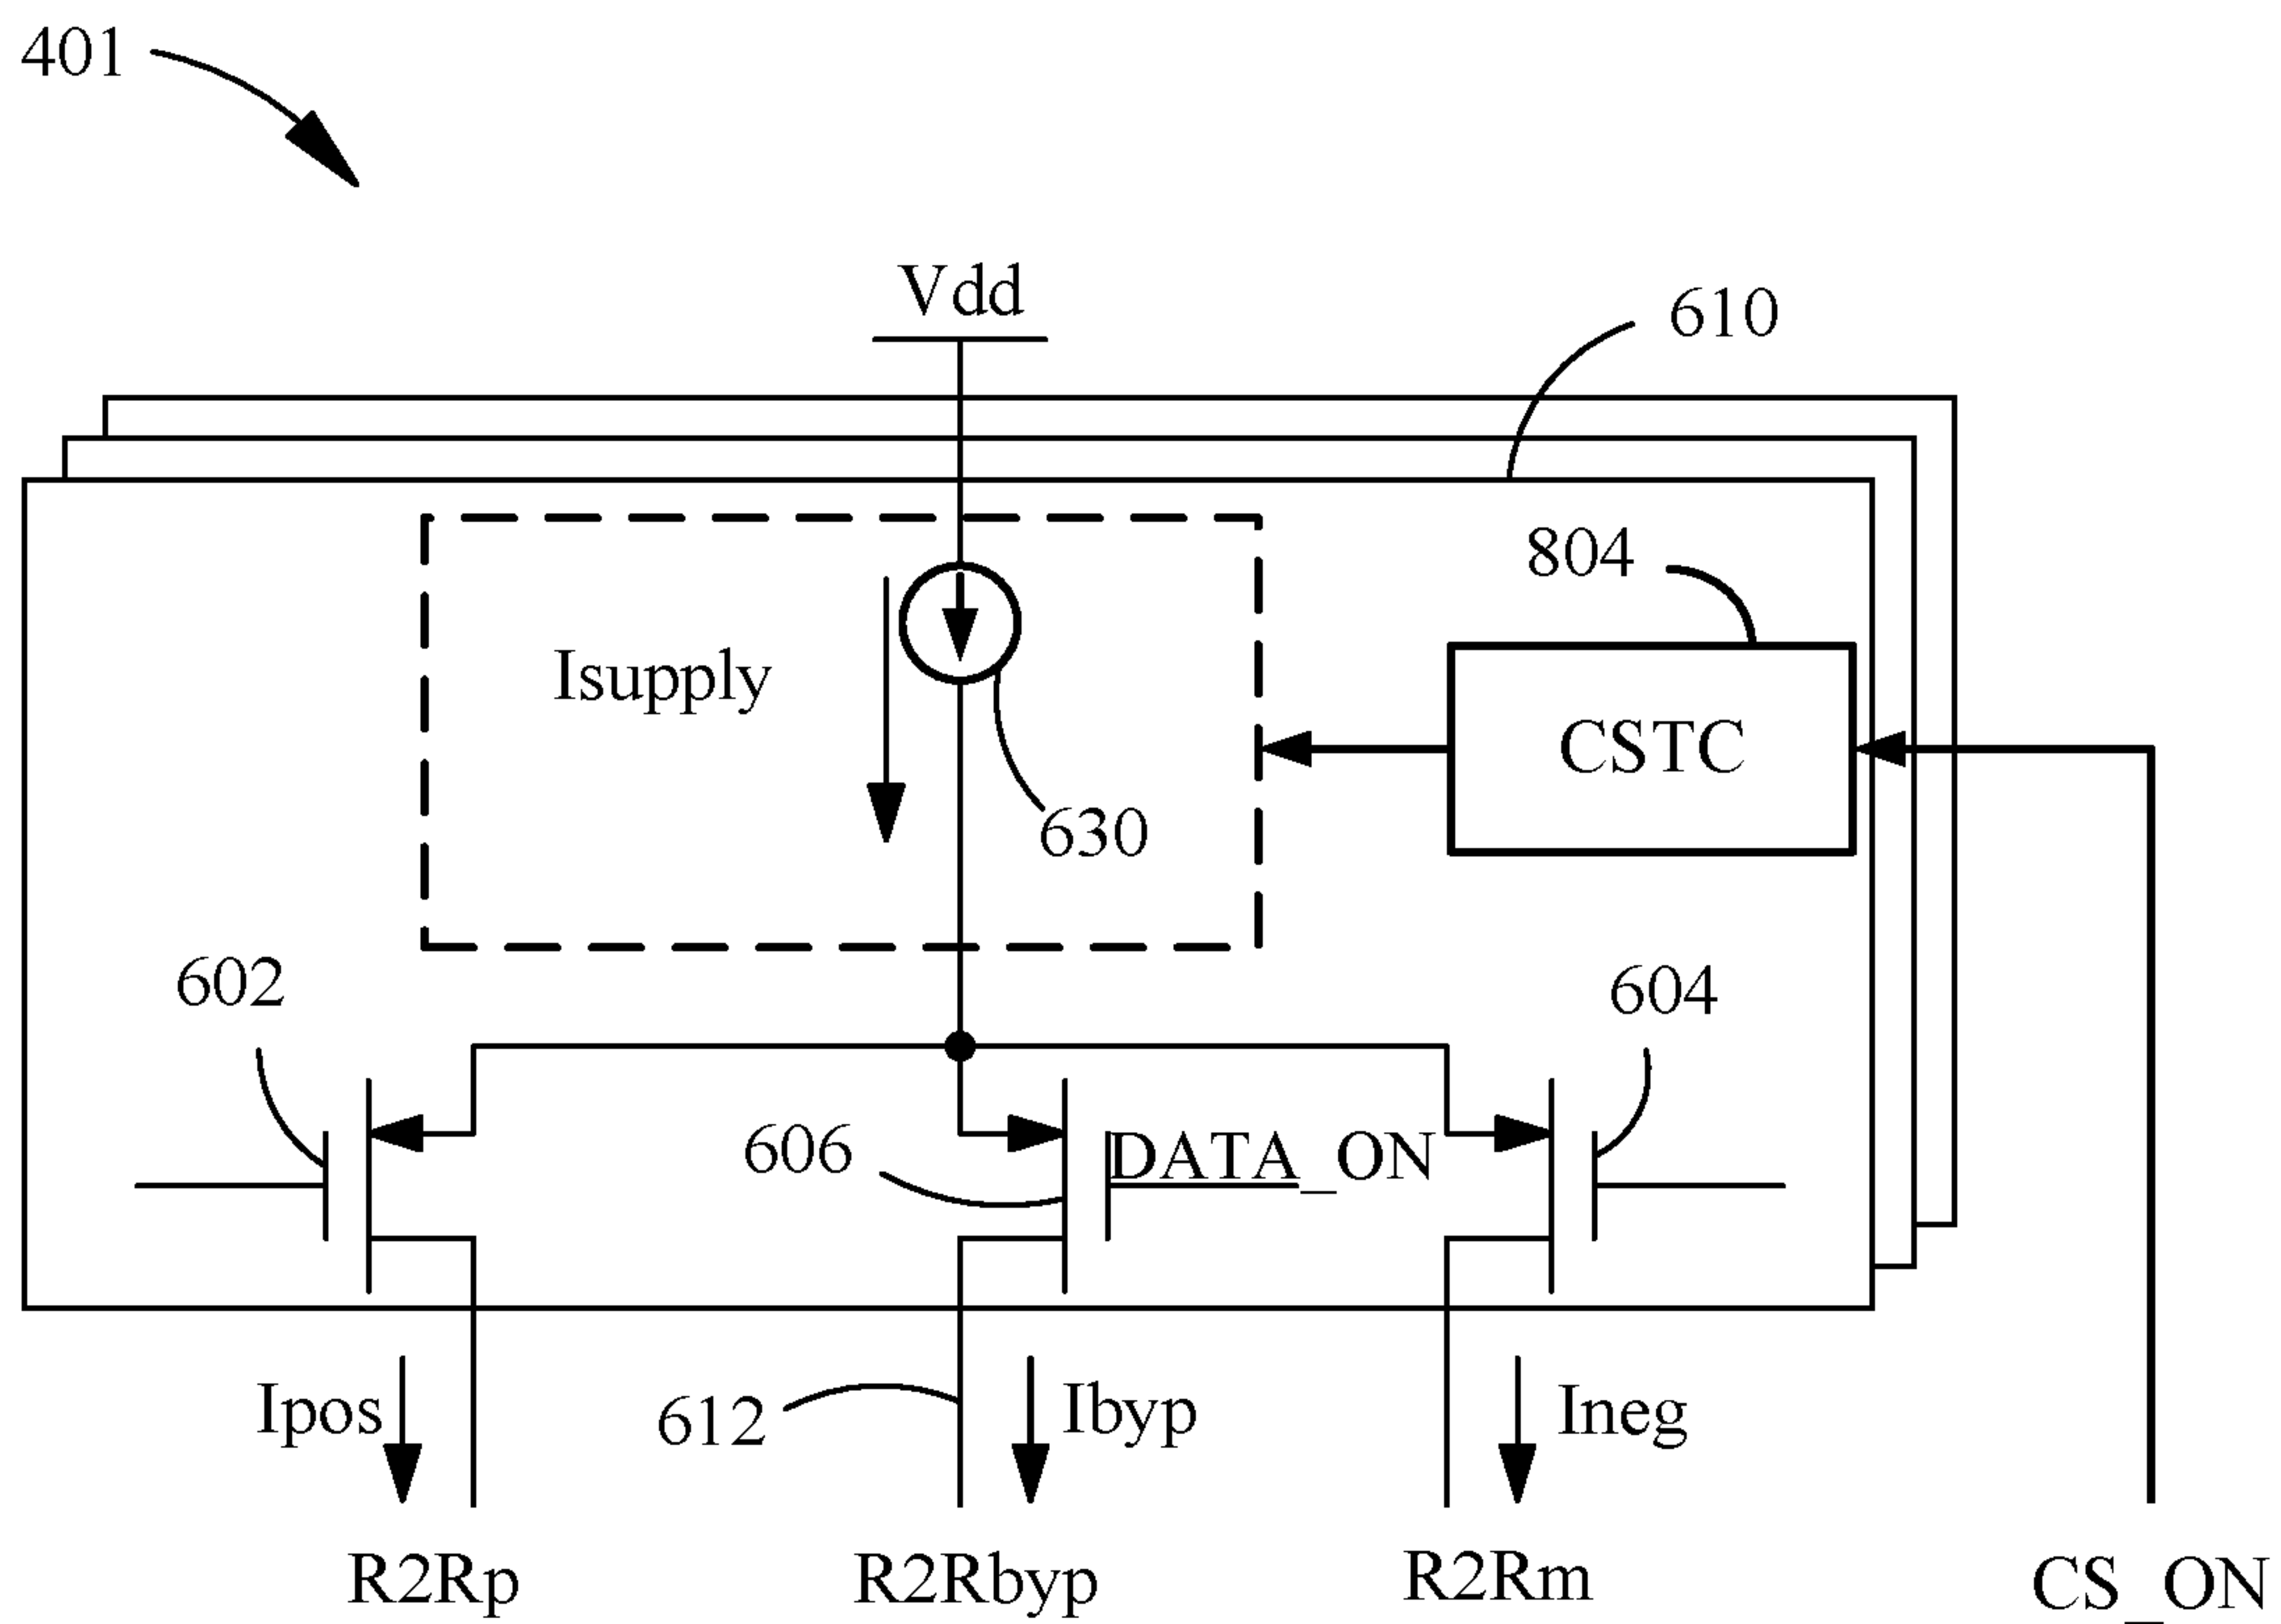 401
Vdd
610
804
Isupply
CSTC
630
602
604
606
DATA_ON
Ipos
612
Ibyp
Ineg
R2Rp
R2Rbyp
R2Rm
CS_ON